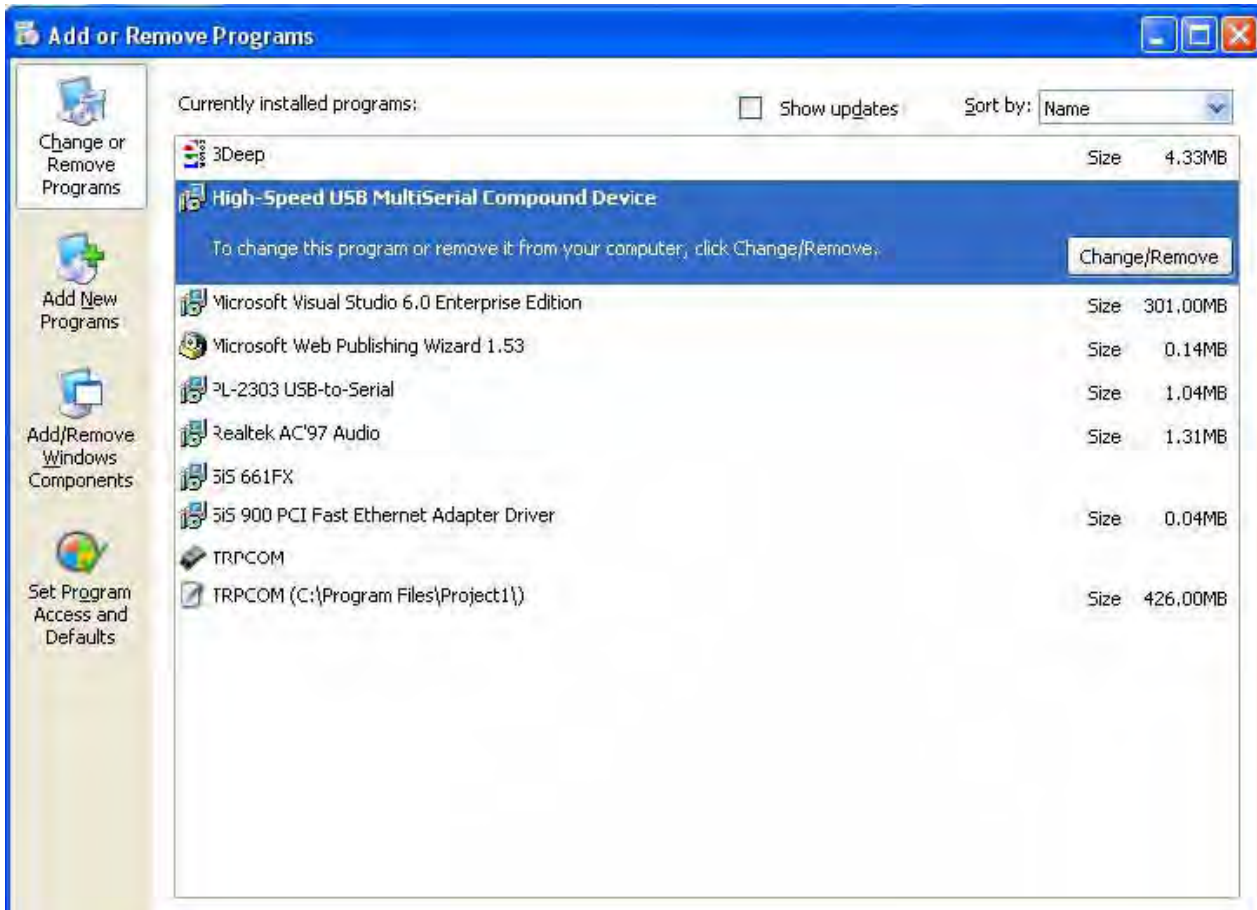 Add or Remove Programs
Change or
Remove
Programs
Add New
Programs
Add/Remove
Windows
Components
Set Program
Access and
Defaults
Currently installed programs:
Show updates
Sort by: Name
3Deep Size 4.33MB
High-Speed USB MultiSerial Compound Device
To change this program or remove it from your computer, click Change/Remove.
Change/Remove
Microsoft Visual Studio 6.0 Enterprise Edition Size 301.00MB
Microsoft Web Publishing Wizard 1.53 Size 0.14MB
PL-2303 USB-to-Serial Size 1.04MB
Realtek AC'97 Audio Size 1.31MB
SiS 661FX
SiS 900 PCI Fast Ethernet Adapter Driver Size 0.04MB
TRPCOM
TRPCOM (C:\Program Files\Project1\) Size 426.00MB